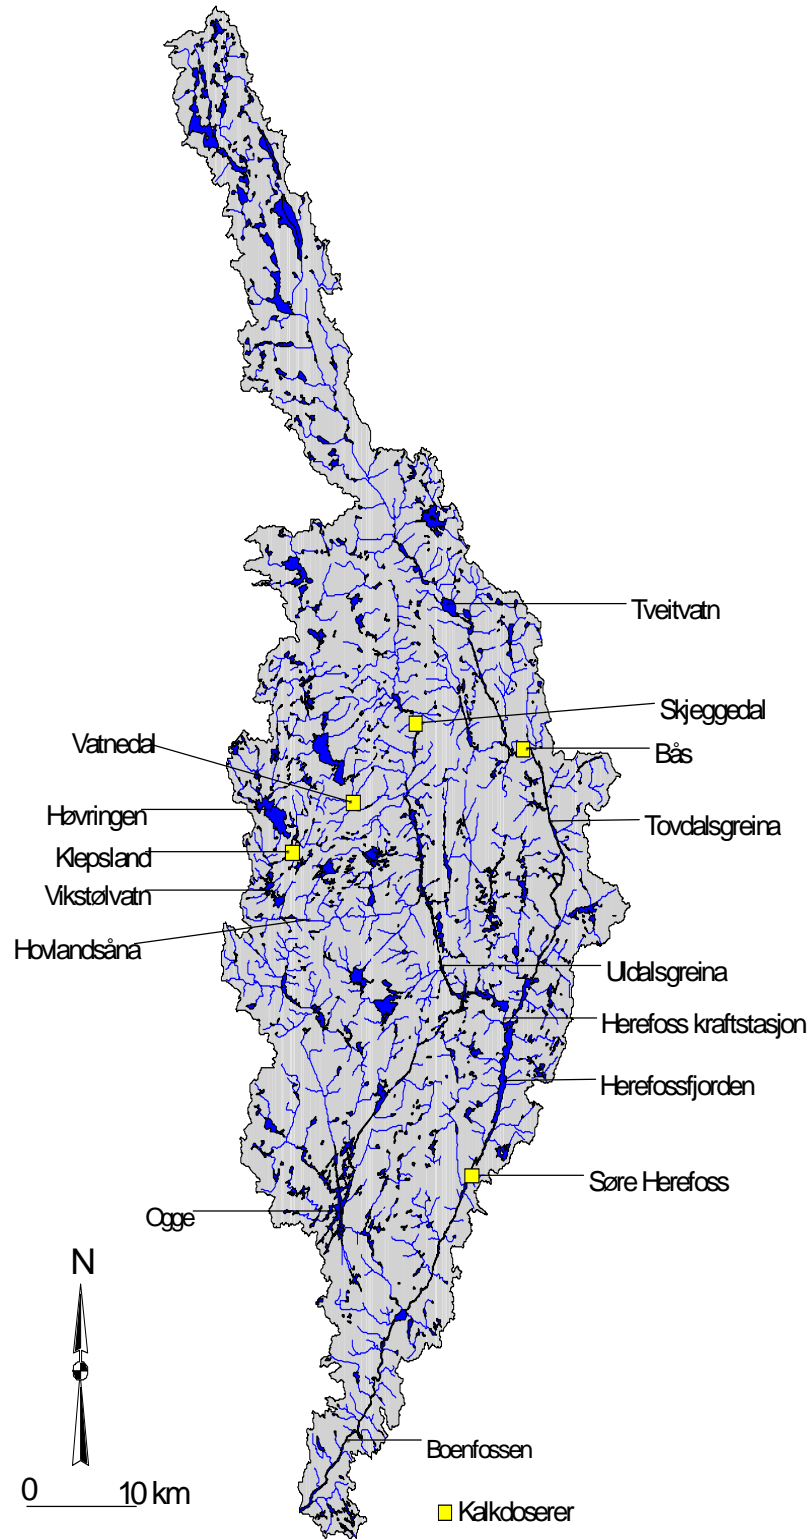 Tveitvatn
Skjeggedal
Vatnedal
Bås
Høvringen
Tovdalsgreina
Klepsland
Vikstølvatn
Hovlandsåna
Uldalsgreina
Herefoss kraftstasjon
Herefossfjorden
Søre Herefoss
Ogge
N
Boenfossen
0 10 km
Kalkdoserer